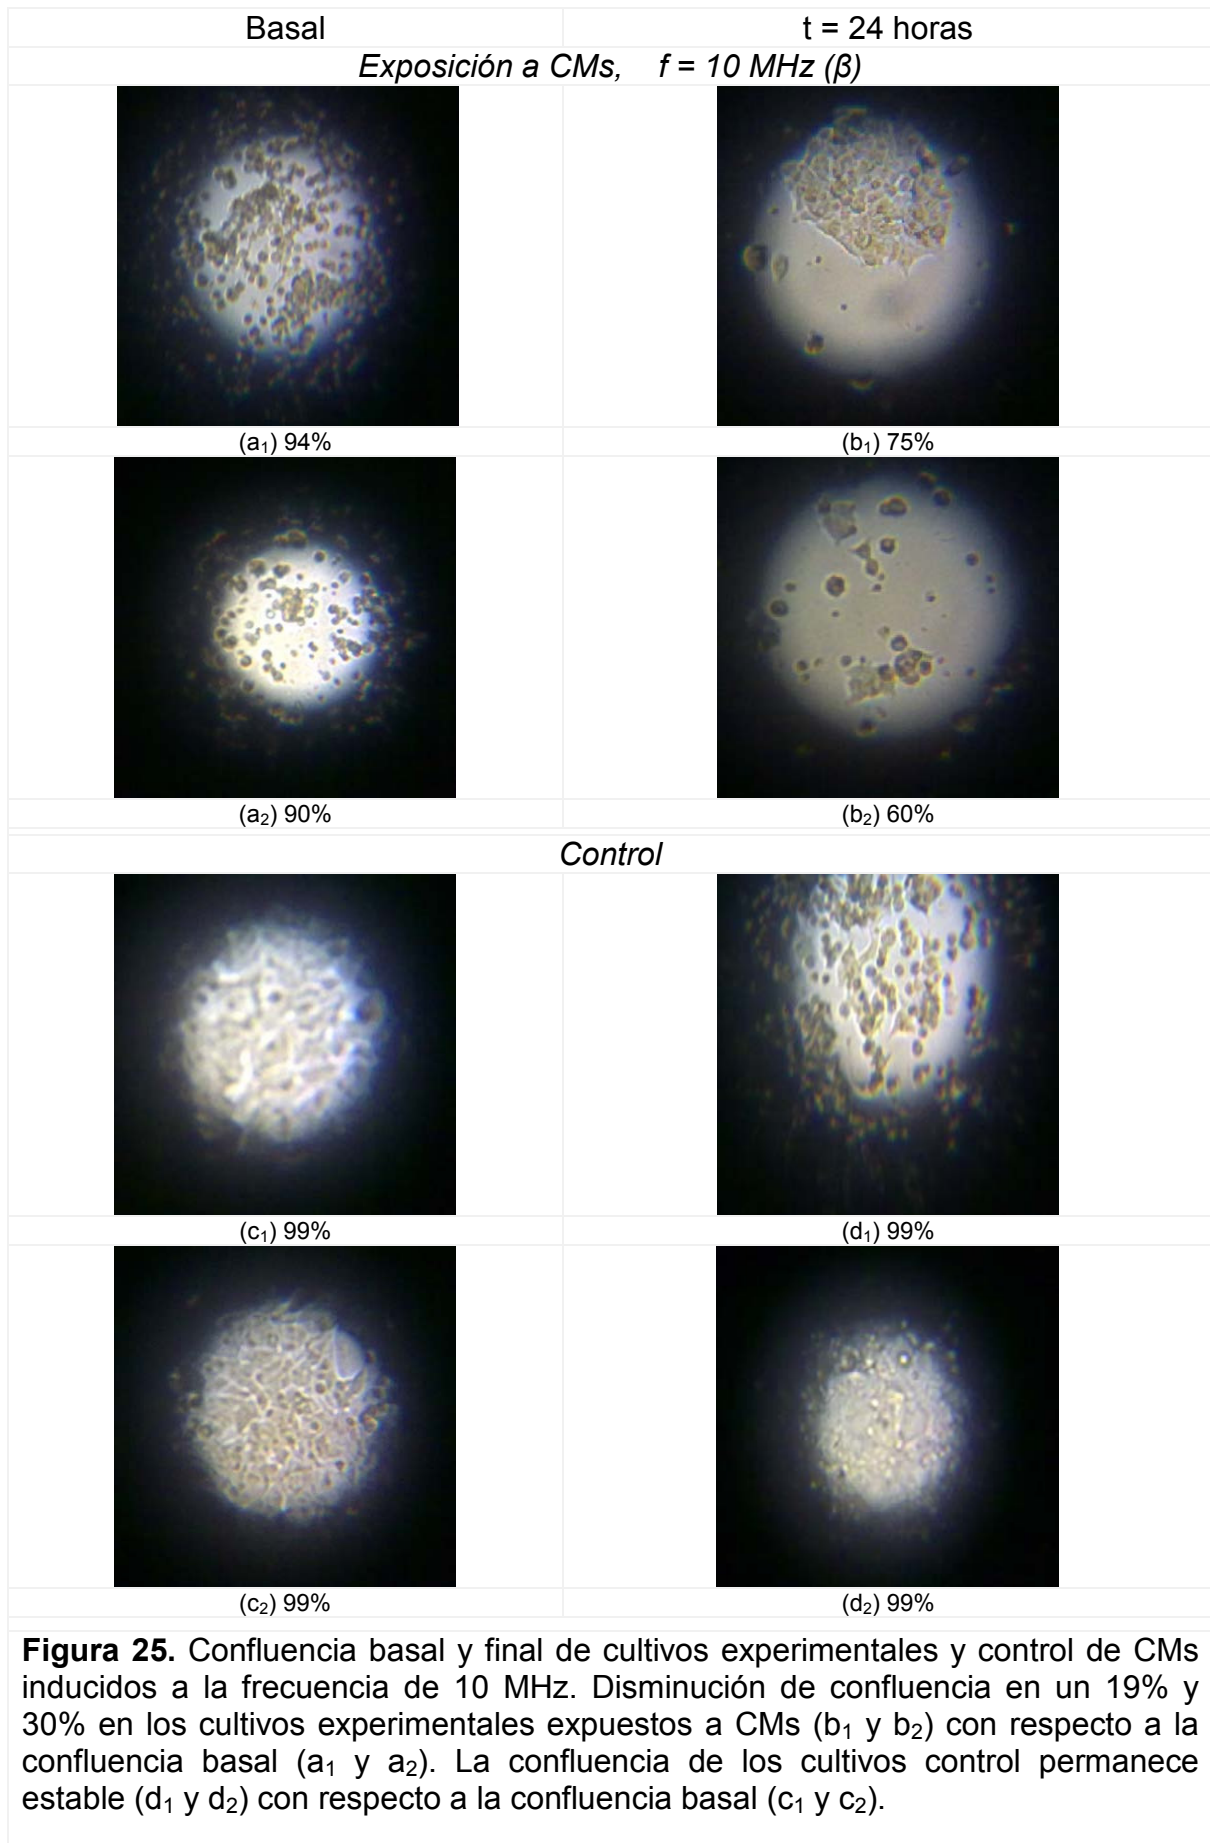 Basal t = 24 horas
Exposición a CMs, f = 10 MHz (β)
(a₁) 94% (b₁) 75%
(a₂) 90% (b₂) 60%
Control
(c₁) 99% (d₁) 99%
(c₂) 99% (d₂) 99%
Figura 25. Confluencia basal y final de cultivos experimentales y control de CMs
inducidos a la frecuencia de 10 MHz. Disminución de confluencia en un 19% y
30% en los cultivos experimentales expuestos a CMs (b₁ y b₂) con respecto a la
confluencia basal (a₁ y a₂). La confluencia de los cultivos control permanece
estable (d₁ y d₂) con respecto a la confluencia basal (c₁ y c₂).